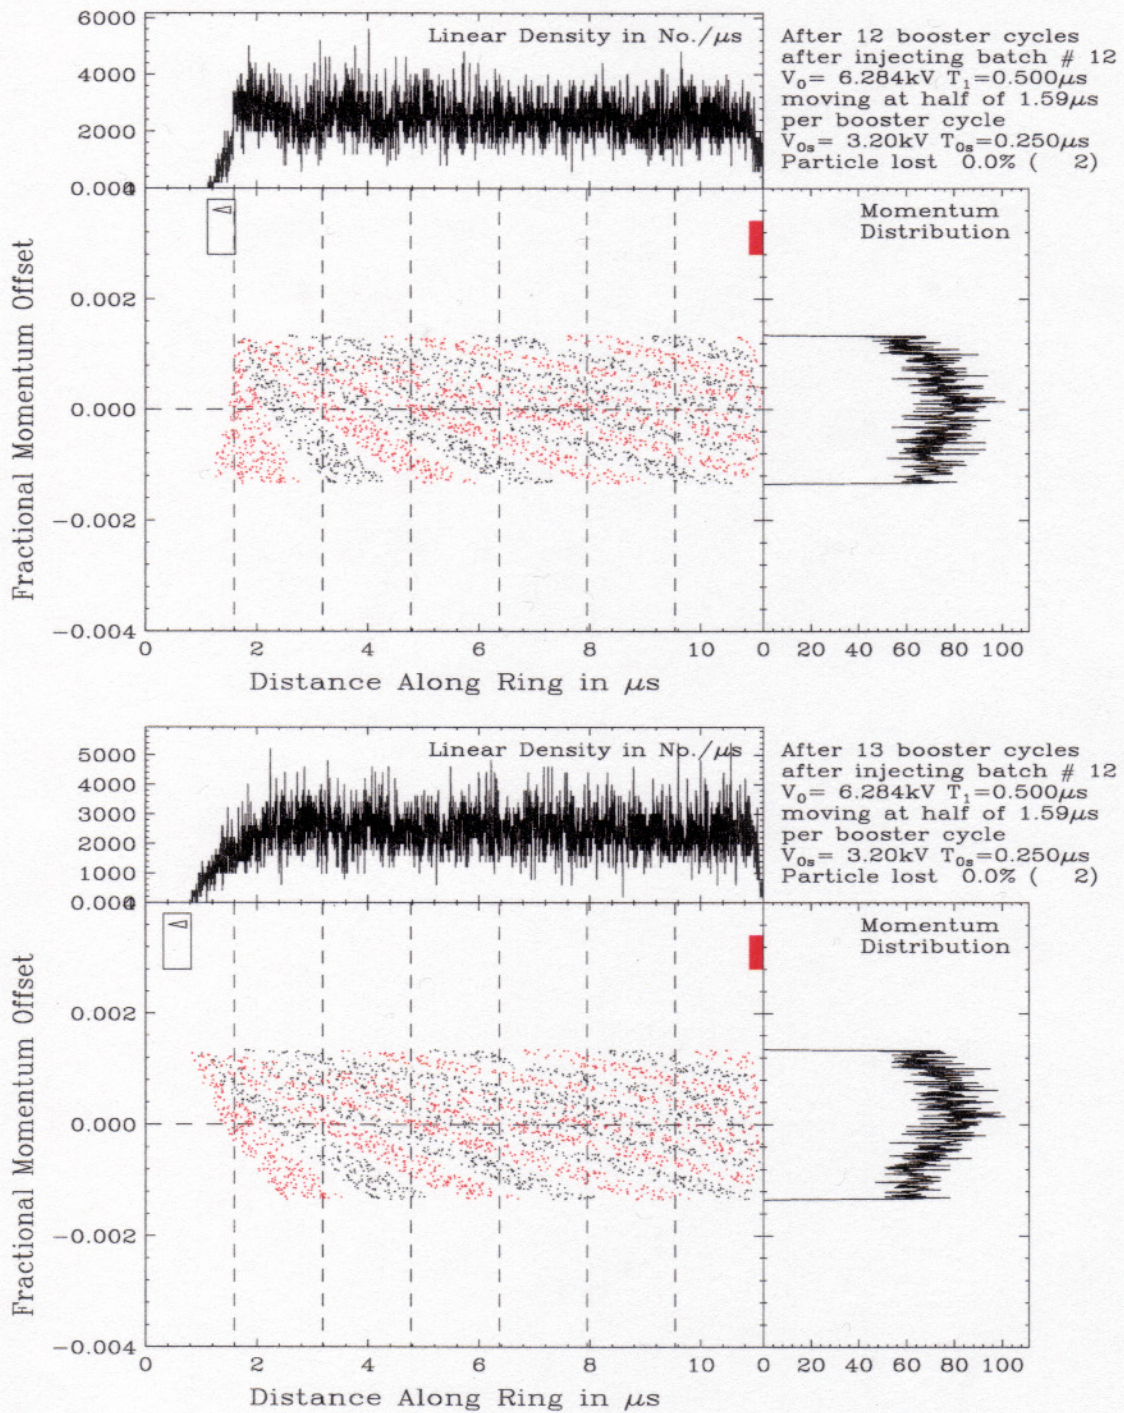 6000
4000
2000
0.000
Linear Density in No./μs
After 12 booster cycles
after injecting batch # 12
V₀= 6.284kV T₁=0.500μs
moving at half of 1.59μs
per booster cycle
V₀ₛ= 3.20kV T₀ₛ=0.250μs
Particle lost 0.0% ( 2)
Momentum
Distribution
Fractional Momentum Offset
0.002
0.000
−0.002
−0.004
0 2 4 6 8 10 0 20 40 60 80 100
Distance Along Ring in μs
5000
4000
3000
2000
1000
0.000
Linear Density in No./μs
After 13 booster cycles
after injecting batch # 12
V₀= 6.284kV T₁=0.500μs
moving at half of 1.59μs
per booster cycle
V₀ₛ= 3.20kV T₀ₛ=0.250μs
Particle lost 0.0% ( 2)
Momentum
Distribution
Fractional Momentum Offset
0.002
0.000
−0.002
−0.004
0 2 4 6 8 10 0 20 40 60 80 100
Distance Along Ring in μs